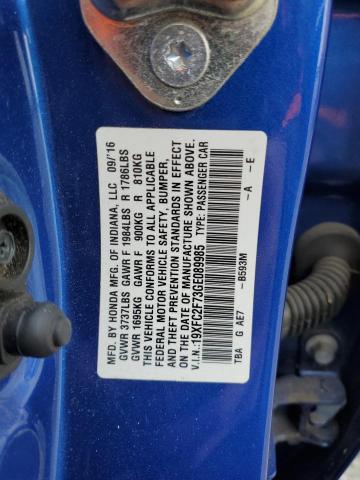 MFD. BY HONDA MFG. OF INDIANA, LLC 09/'16
GVWR 3737LBS GAWR F 1984LBS R 1786LBS
GVWR 1695KG GAWR F 900KG R 810KG
THIS VEHICLE CONFORMS TO ALL APPLICABLE
FEDERAL MOTOR VEHICLE SAFETY, BUMPER,
AND THEFT PREVENTION STANDARDS IN EFFECT
ON THE DATE OF MANUFACTURE SHOWN ABOVE.
V.I.N.:19XFC2F73GE089985 TYPE: PASSENGER CAR
TBA G AE7 -B593M -A -E